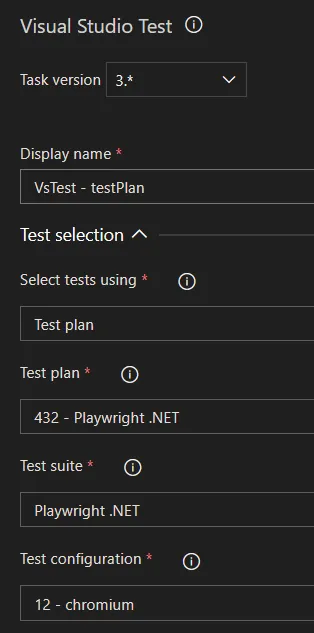 Visual Studio Test
Task version 3.*
Display name *
VsTest - testPlan
Test selection
Select tests using *
Test plan
Test plan *
432 - Playwright .NET
Test suite *
Playwright .NET
Test configuration *
12 - chromium